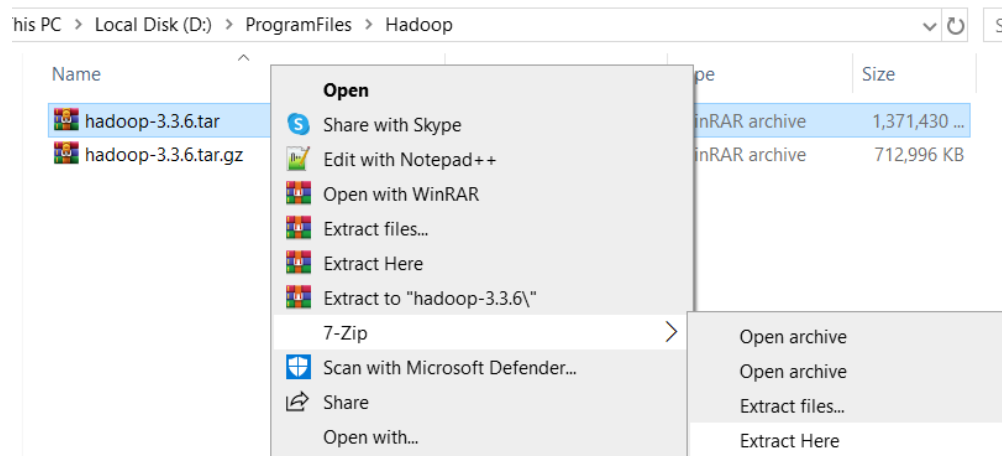 his PC > Local Disk (D:) > ProgramFiles > Hadoop
Name pe Size
hadoop-3.3.6.tar inRAR archive 1,371,430 ...
hadoop-3.3.6.tar.gz inRAR archive 712,996 KB
Open
Share with Skype
Edit with Notepad++
Open with WinRAR
Extract files...
Extract Here
Extract to "hadoop-3.3.6\"
7-Zip
Scan with Microsoft Defender...
Share
Open with...
Open archive
Open archive
Extract files...
Extract Here